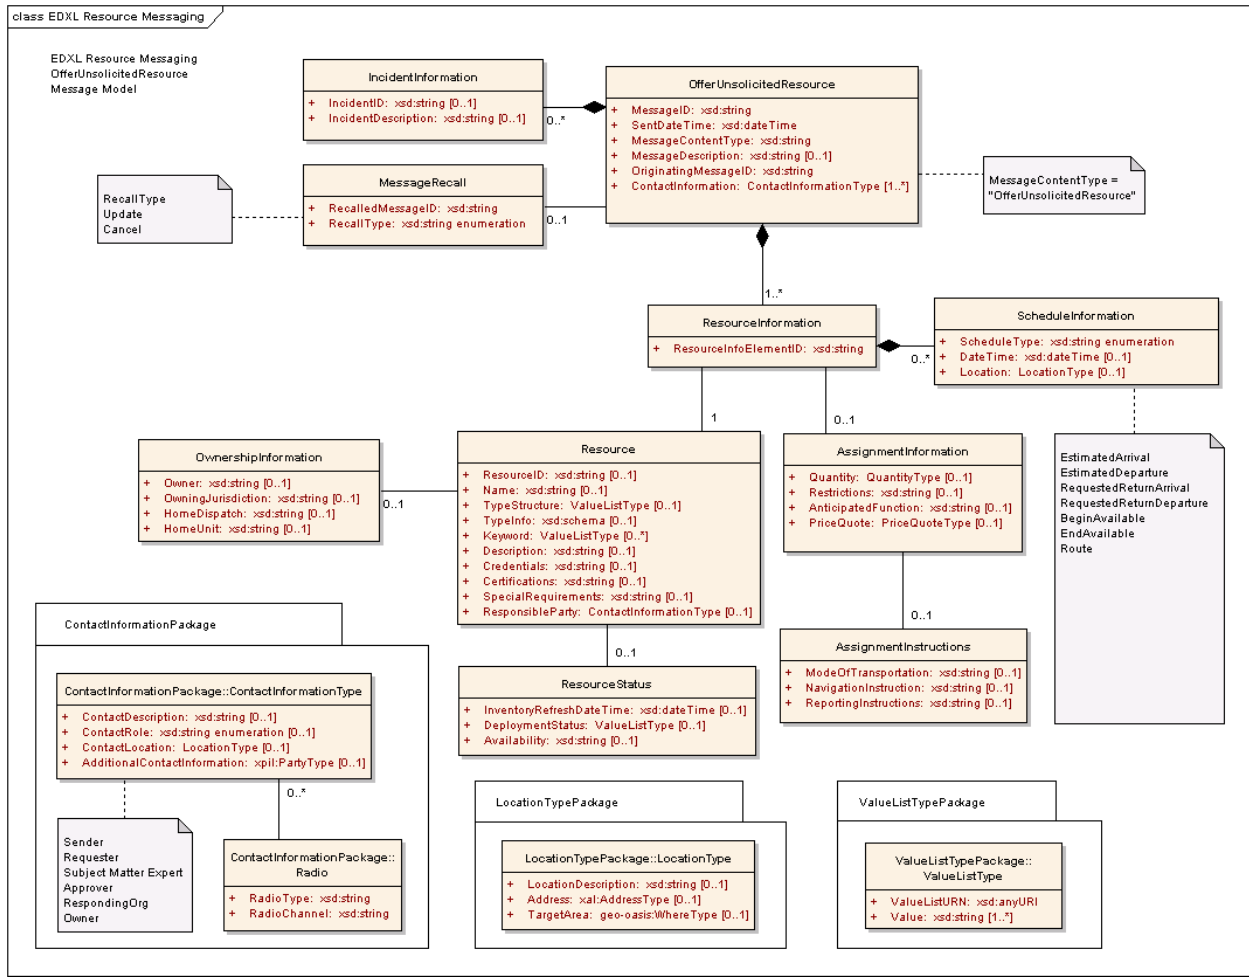 class EDXL Resource Messaging
EDXL Resource Messaging
OfferUnsolicitedResource
Message Model
IncidentInformation
+ IncidentID: xsd:string [0..1]
+ IncidentDescription: xsd:string [0..1]
0..*
OfferUnsolicitedResource
+ MessageID: xsd:string
+ SentDateTime: xsd:dateTime
+ MessageContentType: xsd:string
+ MessageDescription: xsd:string [0..1]
+ OriginatingMessageID: xsd:string
+ ContactInformation: ContactInformationType [1..*]
MessageContentType =
"OfferUnsolicitedResource"
RecallType
Update
Cancel
MessageRecall
+ RecalledMessageID: xsd:string
+ RecallType: xsd:string enumeration
0..1
1..*
ResourceInformation
+ ResourceInfoElementID: xsd:string
0..*
ScheduleInformation
+ ScheduleType: xsd:string enumeration
+ DateTime: xsd:dateTime [0..1]
+ Location: LocationType [0..1]
1
0..1
OwnershipInformation
+ Owner: xsd:string [0..1]
+ OwningJurisdiction: xsd:string [0..1]
+ HomeDispatch: xsd:string [0..1]
+ HomeUnit: xsd:string [0..1]
0..1
Resource
+ ResourceID: xsd:string [0..1]
+ Name: xsd:string [0..1]
+ TypeStructure: ValueListType [0..1]
+ TypeInfo: xsd:schema [0..1]
+ Keyword: ValueListType [0..*]
+ Description: xsd:string [0..1]
+ Credentials: xsd:string [0..1]
+ Certifications: xsd:string [0..1]
+ SpecialRequirements: xsd:string [0..1]
+ ResponsibleParty: ContactInformationType [0..1]
AssignmentInformation
+ Quantity: QuantityType [0..1]
+ Restrictions: xsd:string [0..1]
+ AnticipatedFunction: xsd:string [0..1]
+ PriceQuote: PriceQuoteType [0..1]
EstimatedArrival
EstimatedDeparture
RequestedReturnArrival
RequestedReturnDeparture
BeginAvailable
EndAvailable
Route
0..1
AssignmentInstructions
+ ModeOfTransportation: xsd:string [0..1]
+ NavigationInstruction: xsd:string [0..1]
+ ReportingInstructions: xsd:string [0..1]
0..1
ResourceStatus
+ InventoryRefreshDateTime: xsd:dateTime [0..1]
+ DeploymentStatus: ValueListType [0..1]
+ Availability: xsd:string [0..1]
ContactInformationPackage
ContactInformationPackage::ContactInformationType
+ ContactDescription: xsd:string [0..1]
+ ContactRole: xsd:string enumeration [0..1]
+ ContactLocation: LocationType [0..1]
+ AdditionalContactInformation: xpil:PartyType [0..1]
0..*
Sender
Requester
Subject Matter Expert
Approver
RespondingOrg
Owner
ContactInformationPackage::
Radio
+ RadioType: xsd:string
+ RadioChannel: xsd:string
LocationTypePackage
LocationTypePackage::LocationType
+ LocationDescription: xsd:string [0..1]
+ Address: xal:AddressType [0..1]
+ TargetArea: geo-oasis:WhereType [0..1]
ValueListTypePackage
ValueListTypePackage::
ValueListType
+ ValueListURN: xsd:anyURI
+ Value: xsd:string [1..*]